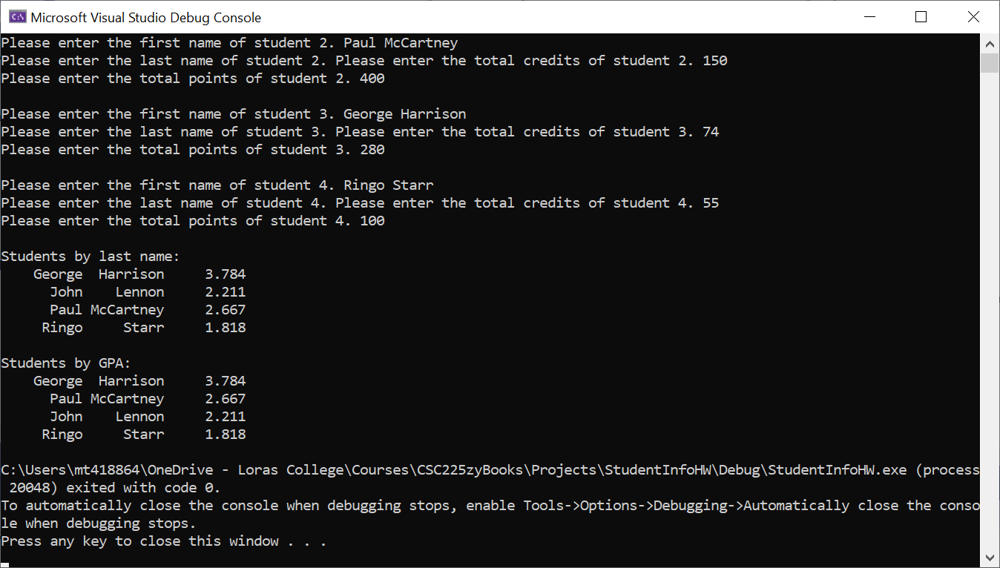 Microsoft Visual Studio Debug Console
Please enter the first name of student 2. Paul McCartney
Please enter the last name of student 2. Please enter the total credits of student 2. 150
Please enter the total points of student 2. 400
Please enter the first name of student 3. George Harrison
Please enter the last name of student 3. Please enter the total credits of student 3. 74
Please enter the total points of student 3. 280
Please enter the first name of student 4. Ringo Starr
Please enter the last name of student 4. Please enter the total credits of student 4. 55
Please enter the total points of student 4. 100
Students by last name:
George Harrison 3.784
John Lennon 2.211
Paul McCartney 2.667
Ringo Starr 1.818
Students by GPA:
George Harrison 3.784
Paul McCartney 2.667
John Lennon 2.211
Ringo Starr 1.818
C:\Users\mt418864\OneDrive - Loras College\Courses\CSC225zyBooks\Projects\StudentInfoHW\Debug\StudentInfoHW.exe (process
20048) exited with code 0.
To automatically close the console when debugging stops, enable Tools->Options->Debugging->Automatically close the conso
le when debugging stops.
Press any key to close this window . . .